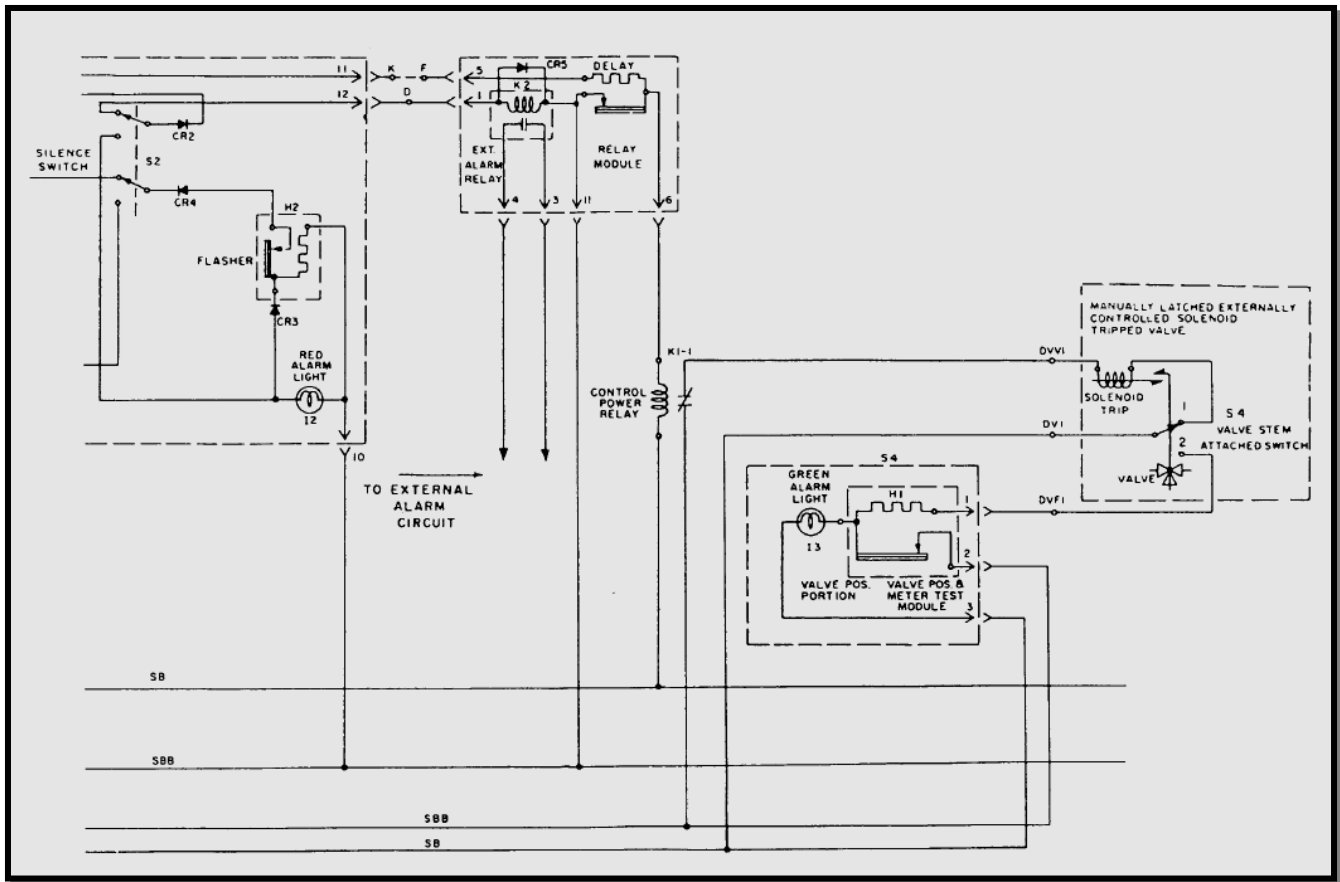 11
K
F
5
CR5
DELAY
12
D
1
K2
CR2
SILENCE
SWITCH
S2
EXT.
ALARM
RELAY
RELAY
MODULE
CR4
4
3
11
6
H2
FLASHER
CR3
RED
ALARM
LIGHT
I2
10
TO EXTERNAL
ALARM
CIRCUIT
K1-1
CONTROL
POWER
RELAY
MANUALLY LATCHED EXTERNALLY
CONTROLLED SOLENOID
TRIPPED VALVE
DVV1
SOLENOID
TRIP
1
S4
VALVE STEM
ATTACHED SWITCH
DV1
2
VALVE
S4
GREEN
ALARM
LIGHT
H1
1
DVF1
I3
2
VALVE POS.
PORTION
VALVE POS. &
METER TEST
MODULE
3
SB
SBB
SBB
SB